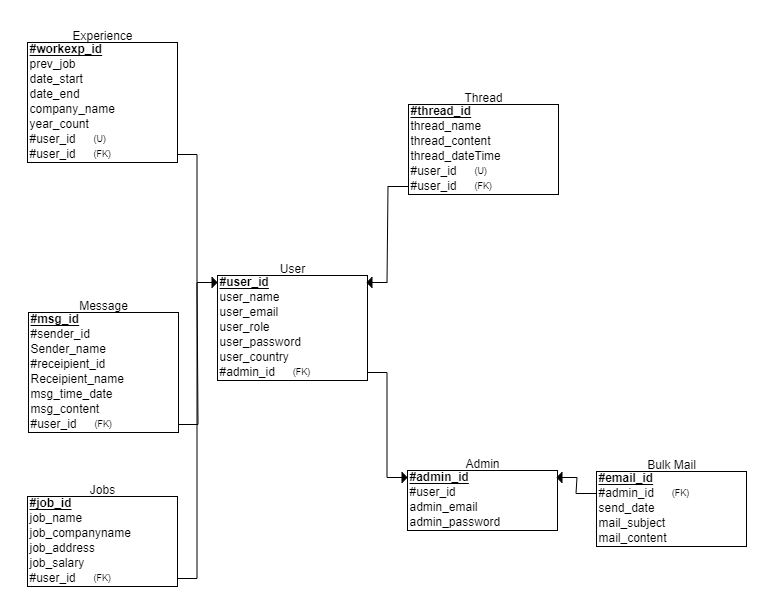 Experience
#workexp_id
prev_job
date_start
date_end
company_name
year_count
#user_id (U)
#user_id (FK)
Thread
#thread_id
thread_name
thread_content
thread_dateTime
#user_id (U)
#user_id (FK)
User
#user_id
user_name
user_email
user_role
user_password
user_country
#admin_id (FK)
Message
#msg_id
#sender_id
Sender_name
#receipient_id
Receipient_name
msg_time_date
msg_content
#user_id (FK)
Admin
#admin_id
#user_id
admin_email
admin_password
Bulk Mail
#email_id
#admin_id (FK)
send_date
mail_subject
mail_content
Jobs
#job_id
job_name
job_companyname
job_address
job_salary
#user_id (FK)